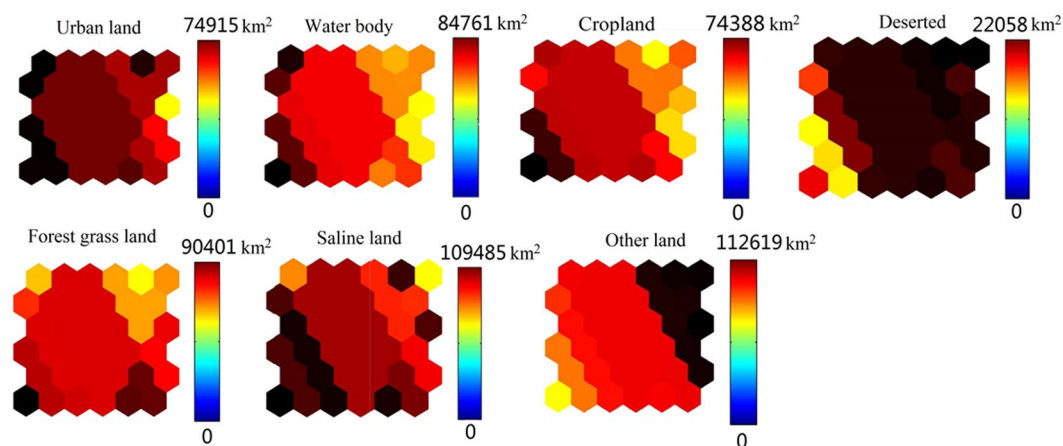 Urban land
74915 km²
0
Water body
84761 km²
0
Cropland
74388 km²
0
Deserted
22058 km²
0
Forest grass land
90401 km²
0
Saline land
109485 km²
0
Other land
112619 km²
0